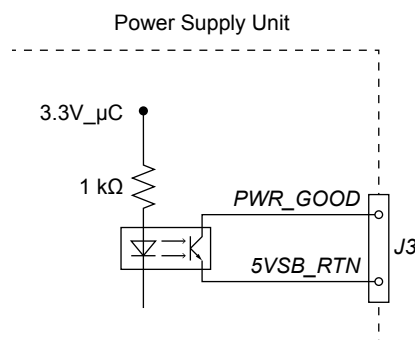 Power Supply Unit
3.3V_µC
1 kΩ
PWR_GOOD
5VSB_RTN
J3